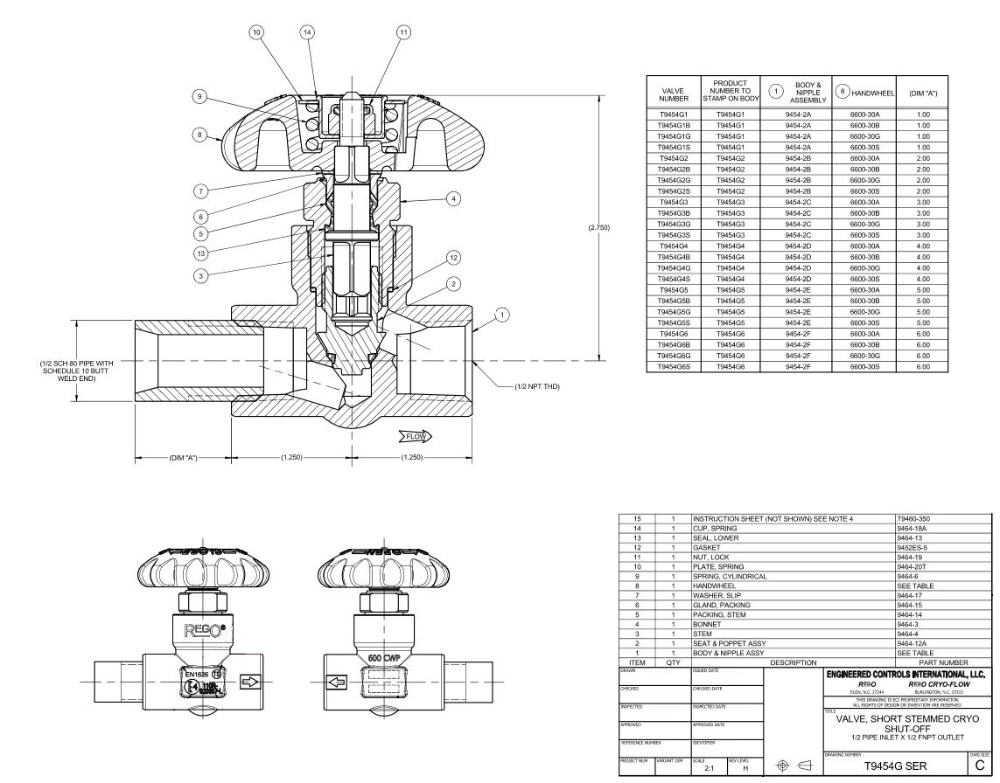 10
14
11
9
8
7
6
5
13
3
4
12
2
1
(2.750)
(1/2 SCH 80 PIPE WITH
SCHEDULE 10 BUTT
WELD END)
(1/2 NPT THD)
FLOW
(DIM "A")
(1.250)
(1.250)
VALVE NUMBER PRODUCT NUMBER TO STAMP ON BODY 1 BODY & NIPPLE ASSEMBLY 8 HANDWHEEL (DIM "A")
T9454G1 T9454G1 9454-2A 6600-30A 1.00
T9454G1B T9454G1 9454-2A 6600-30B 1.00
T9454G1G T9454G1 9454-2A 6600-30G 1.00
T9454G1S T9454G1 9454-2A 6600-30S 1.00
T9454G2 T9454G2 9454-2B 6600-30A 2.00
T9454G2B T9454G2 9454-2B 6600-30B 2.00
T9454G2G T9454G2 9454-2B 6600-30G 2.00
T9454G2S T9454G2 9454-2B 6600-30S 2.00
T9454G3 T9454G3 9454-2C 6600-30A 3.00
T9454G3B T9454G3 9454-2C 6600-30B 3.00
T9454G3G T9454G3 9454-2C 6600-30G 3.00
T9454G3S T9454G3 9454-2C 6600-30S 3.00
T9454G4 T9454G4 9454-2D 6600-30A 4.00
T9454G4B T9454G4 9454-2D 6600-30B 4.00
T9454G4G T9454G4 9454-2D 6600-30G 4.00
T9454G4S T9454G4 9454-2D 6600-30S 4.00
T9454G5 T9454G5 9454-2E 6600-30A 5.00
T9454G5B T9454G5 9454-2E 6600-30B 5.00
T9454G5G T9454G5 9454-2E 6600-30G 5.00
T9454G5S T9454G5 9454-2E 6600-30S 5.00
T9454G6 T9454G6 9454-2F 6600-30A 6.00
T9454G6B T9454G6 9454-2F 6600-30B 6.00
T9454G6G T9454G6 9454-2F 6600-30G 6.00
T9454G6S T9454G6 9454-2F 6600-30S 6.00
REGO®
EN1626 TS
600 CWP
15 1 INSTRUCTION SHEET (NOT SHOWN) SEE NOTE 4 T9460-350
14 1 CUP, SPRING 9464-18A
13 1 SEAL, LOWER 9464-13
12 1 GASKET 9452ES-5
11 1 NUT, LOCK 9464-19
10 1 PLATE, SPRING 9464-20T
9 1 SPRING, CYLINDRICAL 9464-6
8 1 HANDWHEEL SEE TABLE
7 1 WASHER, SLIP 9464-17
6 1 GLAND, PACKING 9464-15
5 1 PACKING, STEM 9464-14
4 1 BONNET 9464-3
3 1 STEM 9464-4
2 1 SEAT & POPPET ASSY 9464-12A
1 1 BODY & NIPPLE ASSY SEE TABLE
ITEM QTY DESCRIPTION PART NUMBER
DRAWN ISSUED DATE
CHECKED CHECKED DATE
INSPECTED INSPECTED DATE
APPROVED APPROVED DATE
REFERENCE NUMBER IDENTIFIER
PROJECT NUM VARIANT DIM SCALE REV LEVEL
2:1 H
ENGINEERED CONTROLS INTERNATIONAL, LLC.
REGO REGO CRYO-FLOW
ELON, N.C. 27244 BURLINGTON, N.C. 27215
THIS DRAWING IS ECI PROPRIETARY INFORMATION.
ALL RIGHTS OF DESIGN OR INVENTION ARE RESERVED.
TITLE
VALVE, SHORT STEMMED CRYO
SHUT-OFF
1/2 PIPE INLET X 1/2 FNPT OUTLET
DRAWING NUMBER DWG SIZE
T9454G SER C